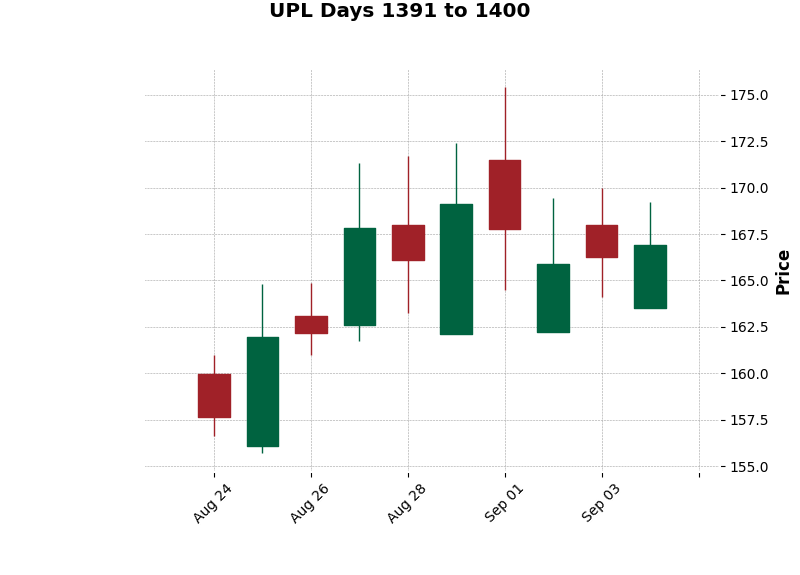 UPL Days 1391 to 1400
175.0
172.5
170.0
167.5
165.0
162.5
160.0
157.5
155.0
Price
Aug 24
Aug 26
Aug 28
Sep 01
Sep 03